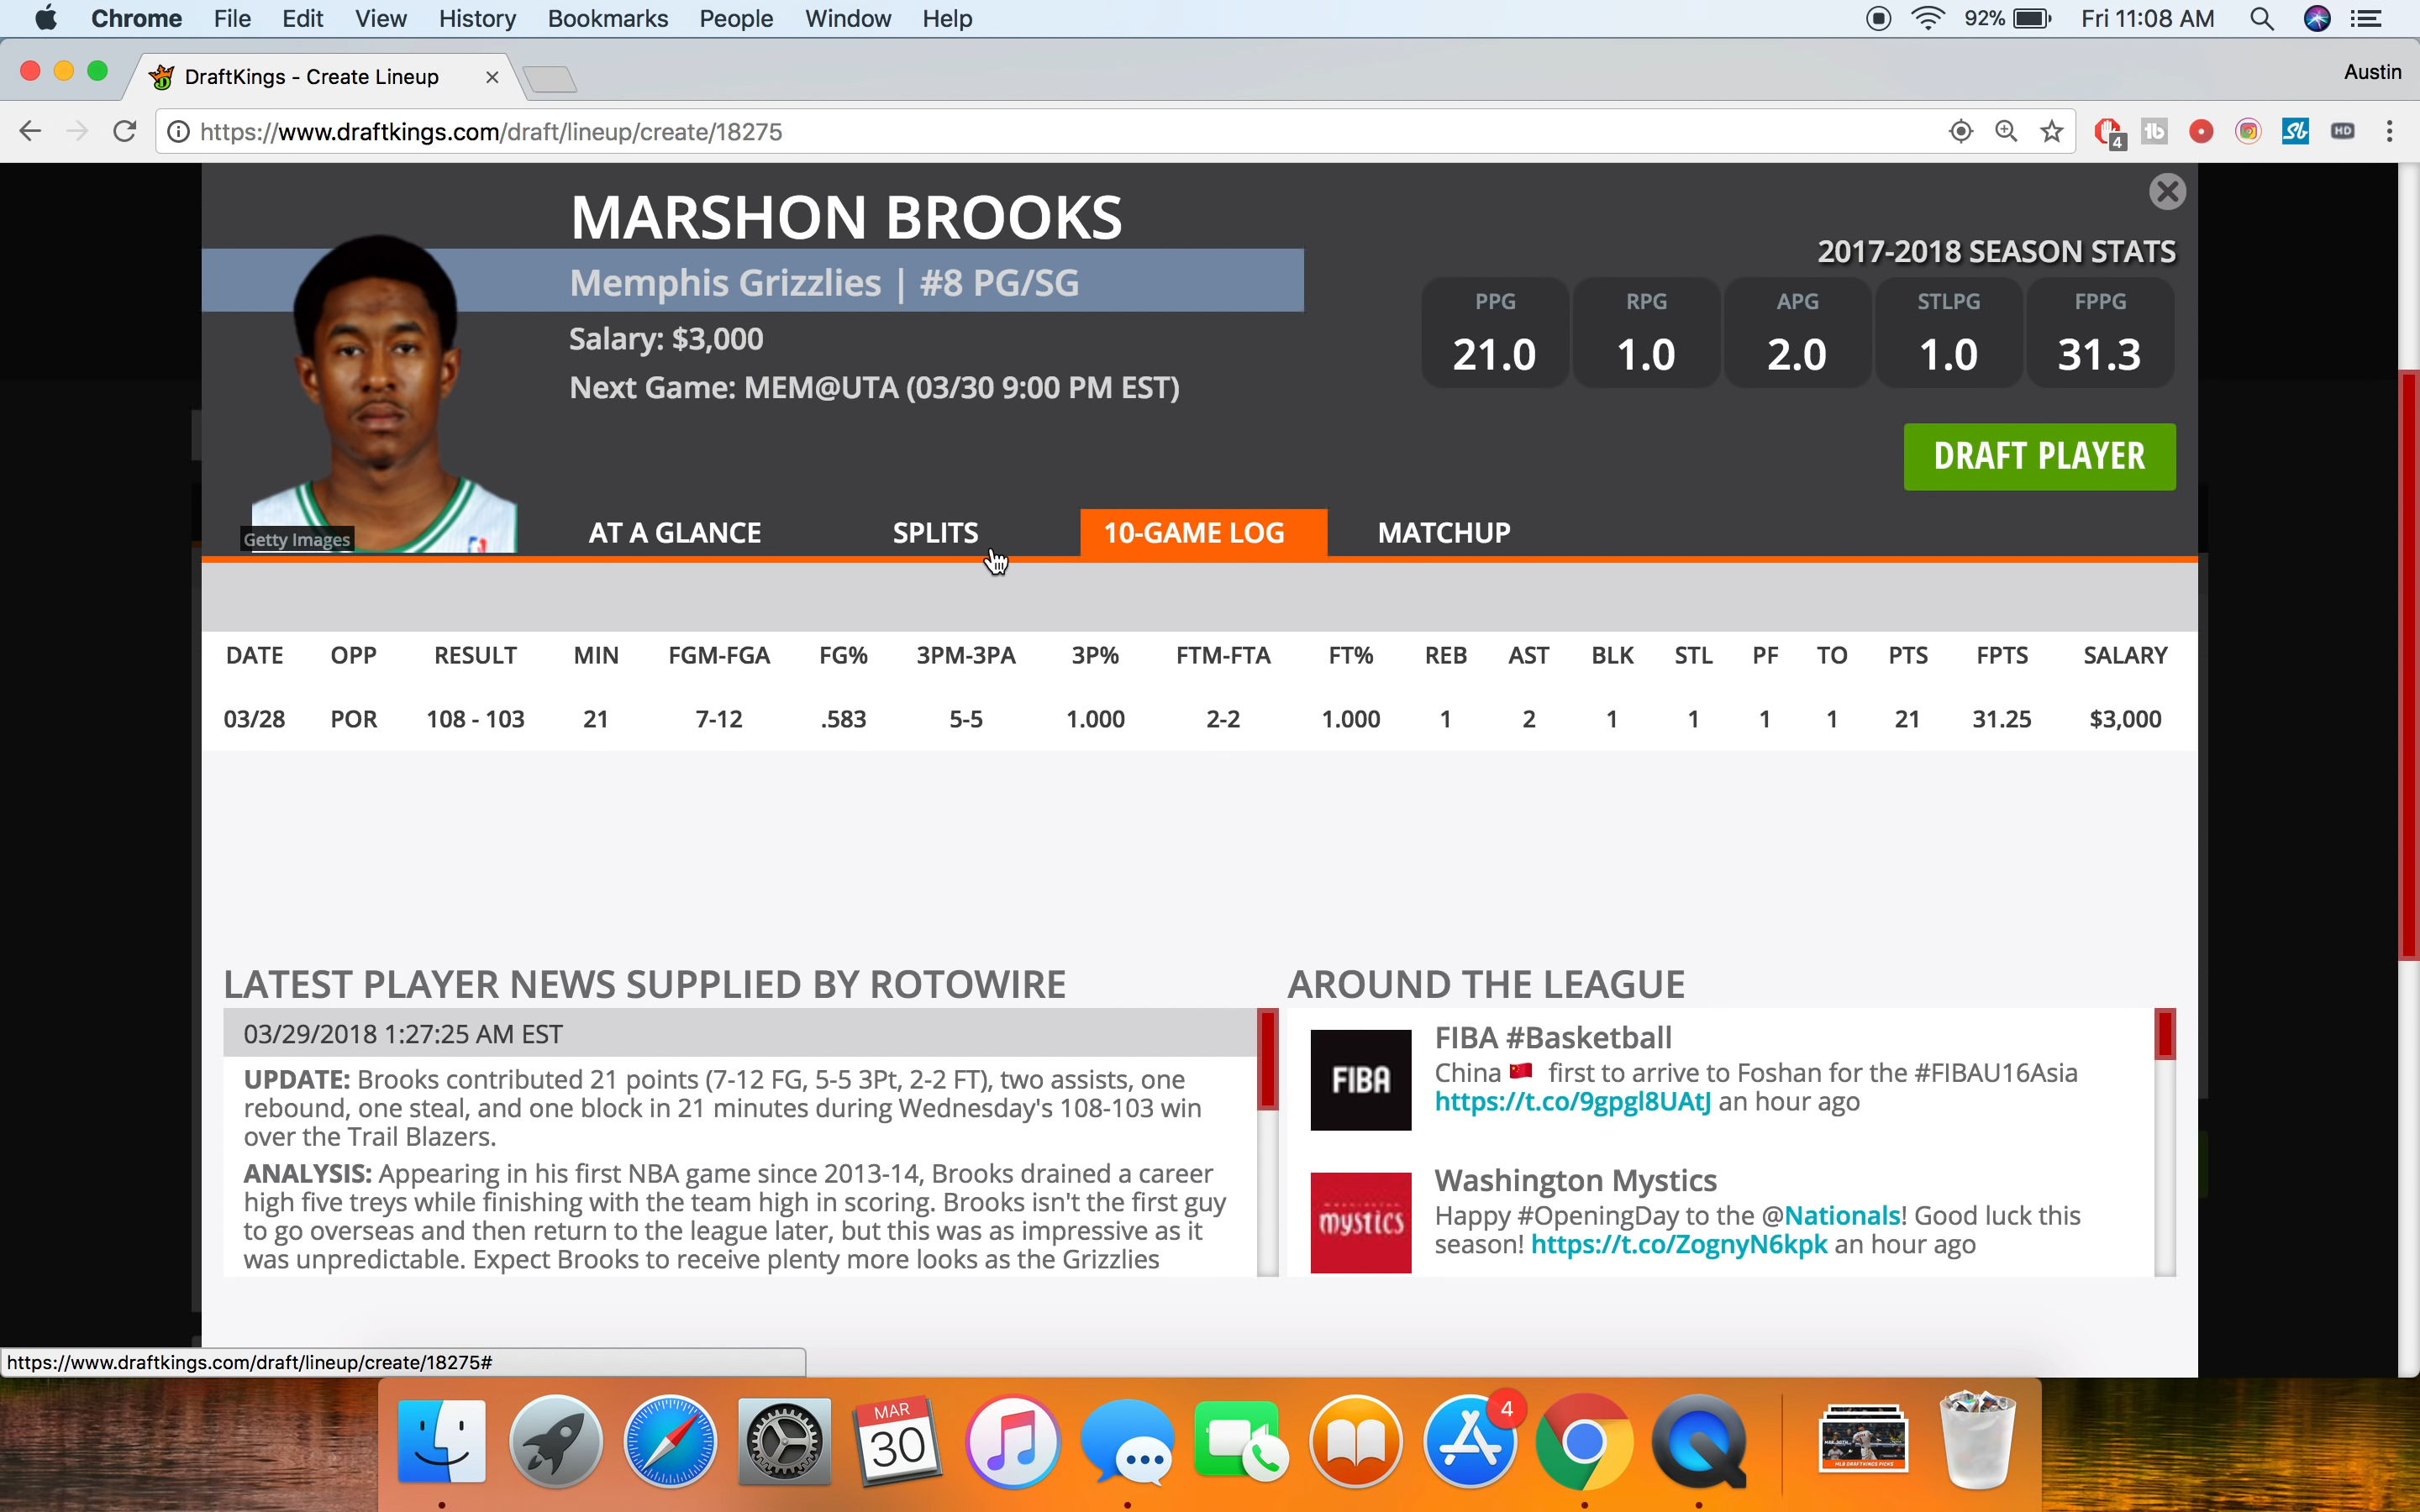 Chrome File Edit View History Bookmarks People Window Help 92% Fri 11:08 AM
DraftKings - Create Lineup
Austin
https://www.draftkings.com/draft/lineup/create/18275
4
HD
MARSHON BROOKS
Memphis Grizzlies | #8 PG/SG
Salary: $3,000
Next Game: MEM@UTA (03/30 9:00 PM EST)
2017-2018 SEASON STATS
PPG RPG APG STLPG FPPG
21.0 1.0 2.0 1.0 31.3
DRAFT PLAYER
Getty Images
AT A GLANCE SPLITS 10-GAME LOG MATCHUP
DATE OPP RESULT MIN FGM-FGA FG% 3PM-3PA 3P% FTM-FTA FT% REB AST BLK STL PF TO PTS FPTS SALARY
03/28 POR 108 - 103 21 7-12 .583 5-5 1.000 2-2 1.000 1 2 1 1 1 1 21 31.25 $3,000
LATEST PLAYER NEWS SUPPLIED BY ROTOWIRE
03/29/2018 1:27:25 AM EST
UPDATE: Brooks contributed 21 points (7-12 FG, 5-5 3Pt, 2-2 FT), two assists, one
rebound, one steal, and one block in 21 minutes during Wednesday's 108-103 win
over the Trail Blazers.
ANALYSIS: Appearing in his first NBA game since 2013-14, Brooks drained a career
high five treys while finishing with the team high in scoring. Brooks isn't the first guy
to go overseas and then return to the league later, but this was as impressive as it
was unpredictable. Expect Brooks to receive plenty more looks as the Grizzlies
AROUND THE LEAGUE
FIBA
FIBA #Basketball
China 🇨🇳 first to arrive to Foshan for the #FIBAU16Asia
https://t.co/9gpgl8UAtJ an hour ago
mystics
Washington Mystics
Happy #OpeningDay to the @Nationals! Good luck this
season! https://t.co/ZognyN6kpk an hour ago
https://www.draftkings.com/draft/lineup/create/18275#
MAR
30
4
MLB DRAFTKINGS PICKS